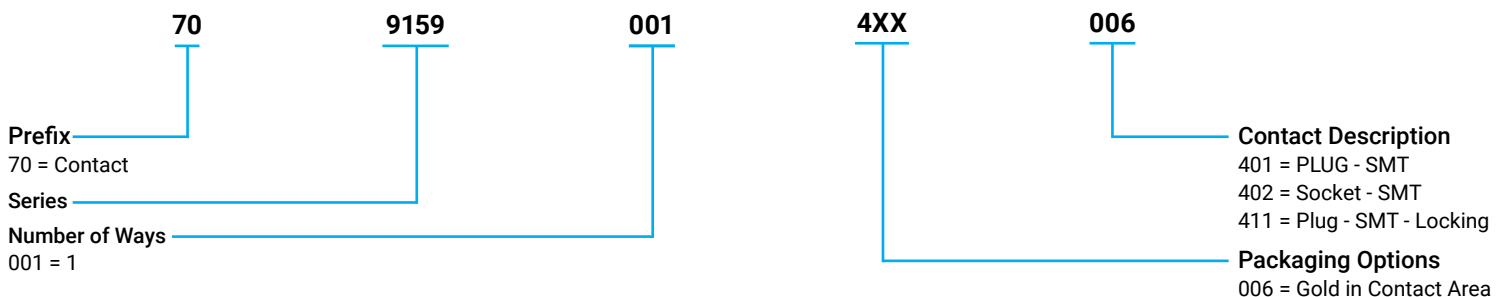 70 9159 001 4XX 006
Prefix
70 = Contact
Series
Number of Ways
001 = 1
Contact Description
401 = PLUG - SMT
402 = Socket - SMT
411 = Plug - SMT - Locking
Packaging Options
006 = Gold in Contact Area